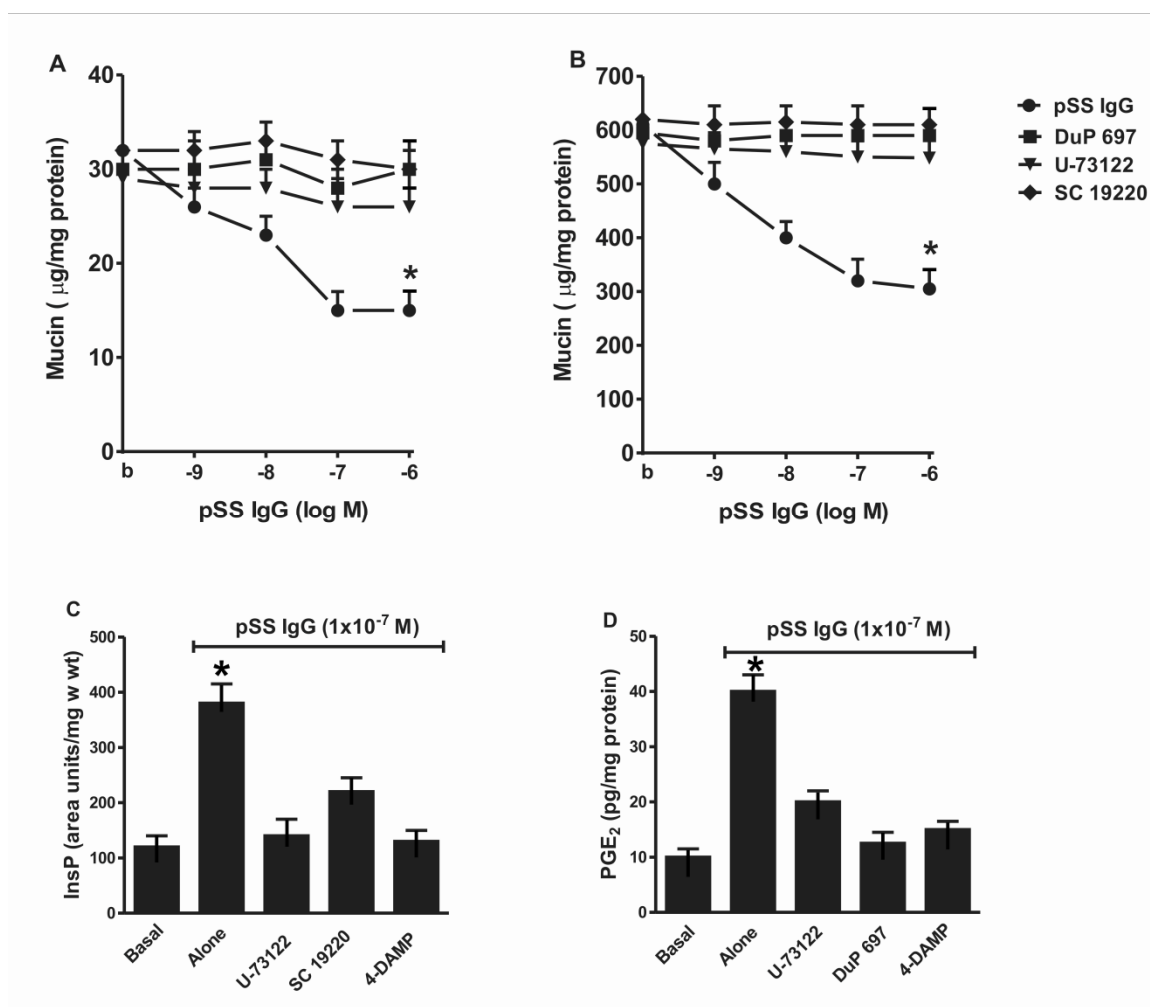 A
40
30
20
10
0
Mucin ( μg/mg protein)
b -9 -8 -7 -6
pSS IgG (log M)
*
B
700
600
500
400
300
200
100
0
Mucin ( μg/mg protein)
b -9 -8 -7 -6
pSS IgG (log M)
*
pSS IgG
DuP 697
U-73122
SC 19220
C
pSS IgG (1x10⁻⁷ M)
500
400
300
200
100
0
InsP (area units/mg w wt)
*
Basal
Alone
U-73122
SC 19220
4-DAMP
D
pSS IgG (1x10⁻⁷ M)
50
40
30
20
10
0
PGE₂ (pg/mg protein)
*
Basal
Alone
U-73122
DuP 697
4-DAMP